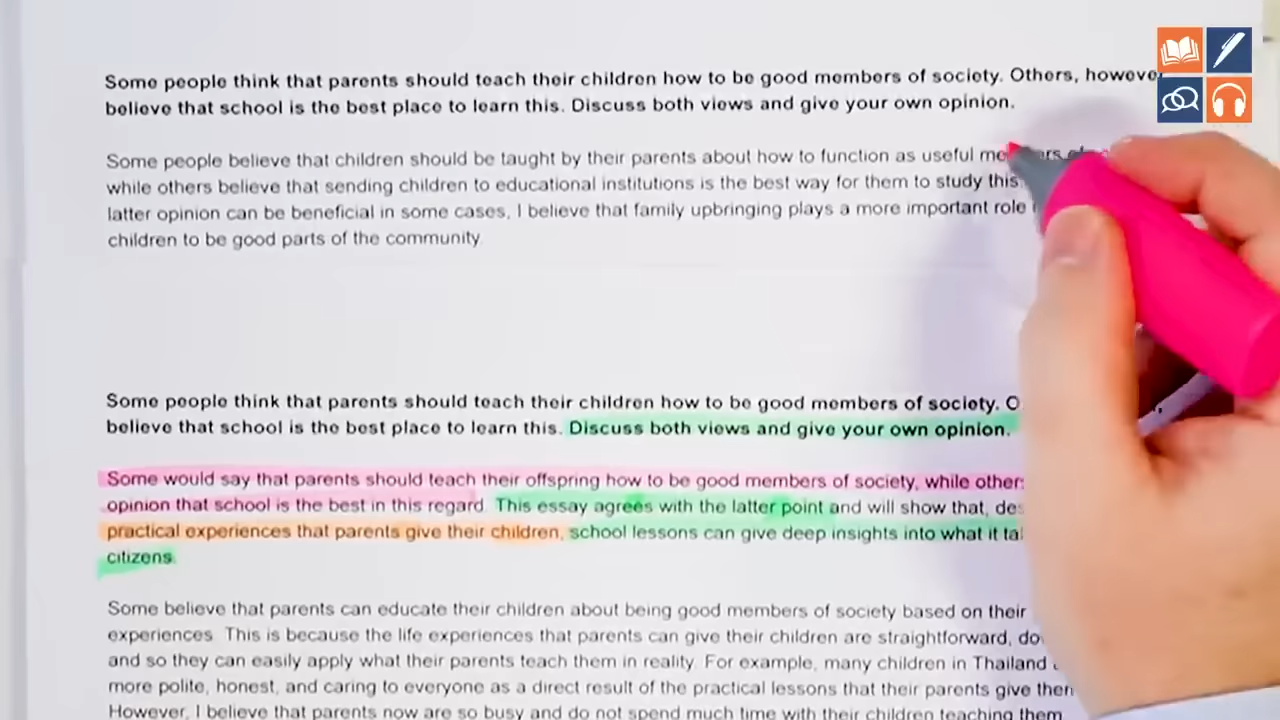 Some people think that parents should teach their children how to be good members of society. Others, however
believe that school is the best place to learn this. Discuss both views and give your own opinion.
Some people believe that children should be taught by their parents about how to function as useful
while others believe that sending children to educational institutions is the best way for them to study this.
latter opinion can be beneficial in some cases, I believe that family upbringing plays a more important role
children to be good parts of the community.
Some people think that parents should teach their children how to be good members of society.
believe that school is the best place to learn this. Discuss both views and give your own opinion.
Some would say that parents should teach their offspring how to be good members of society, while
opinion that school is the best in this regard. This essay agrees with the latter point and will show that,
practical experiences that parents give their children, school lessons can give deep insights into what it
citizens.
Some believe that parents can educate their children about being good members of society based on their
experiences. This is because the life experiences that parents can give their children are straightforward,
and so they can easily apply what their parents teach them in reality. For example, many children in Thailand
more polite, honest, and caring to everyone as a direct result of the practical lessons that their parents give
However, I believe that parents now are so busy and do not spend much time with their children teaching them